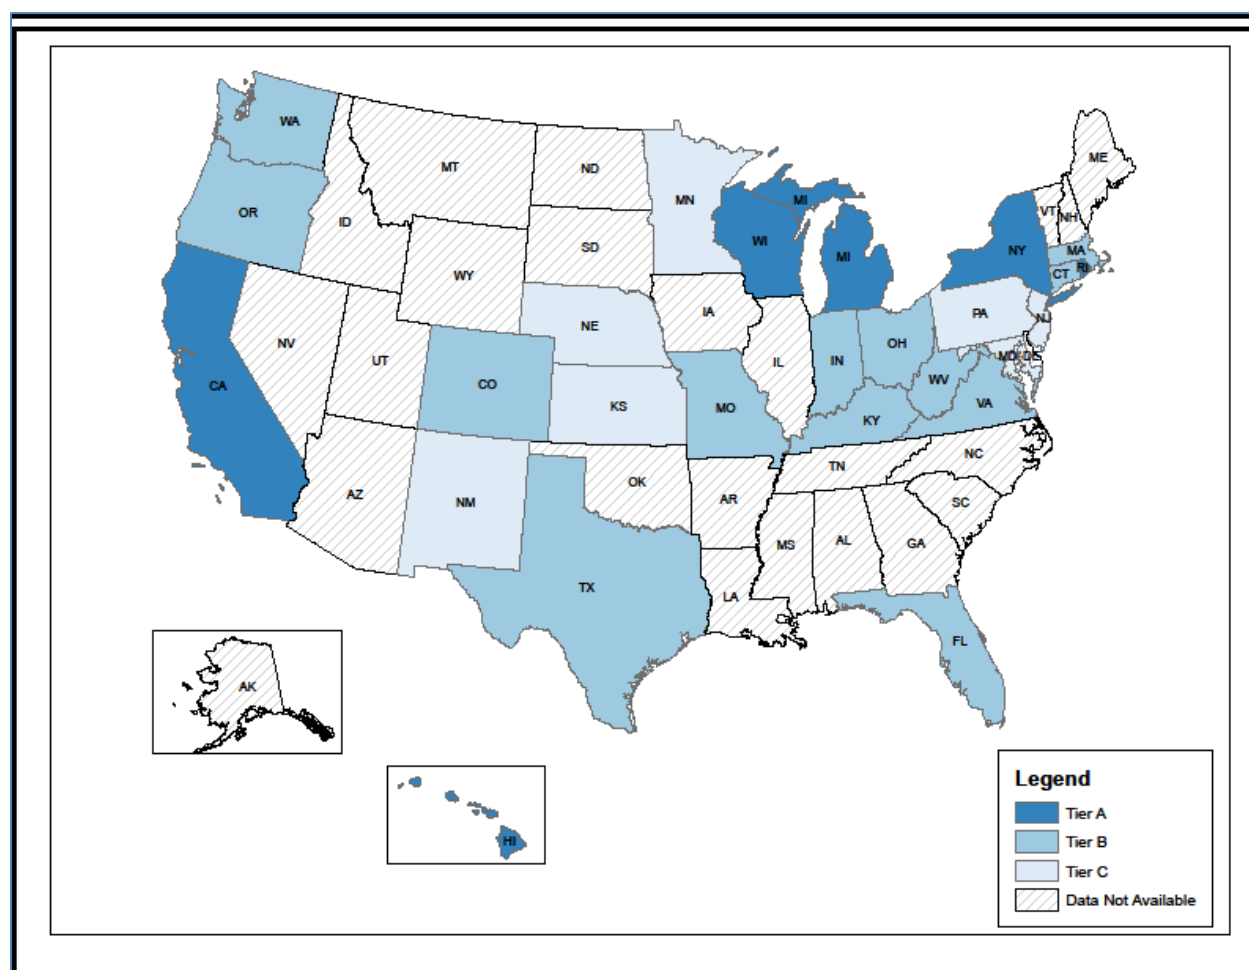 WA
MT
ND
MN
ME
VT
NH
OR
ID
SD
WI
MI
MI
NY
MA
CT
RI
WY
IA
PA
NJ
NE
NV
UT
CO
IL
IN
OH
MD
DE
WV
VA
CA
KS
MO
KY
NC
TN
AZ
NM
OK
AR
SC
MS
AL
GA
TX
LA
FL
AK
HI
Legend
Tier A
Tier B
Tier C
Data Not Available